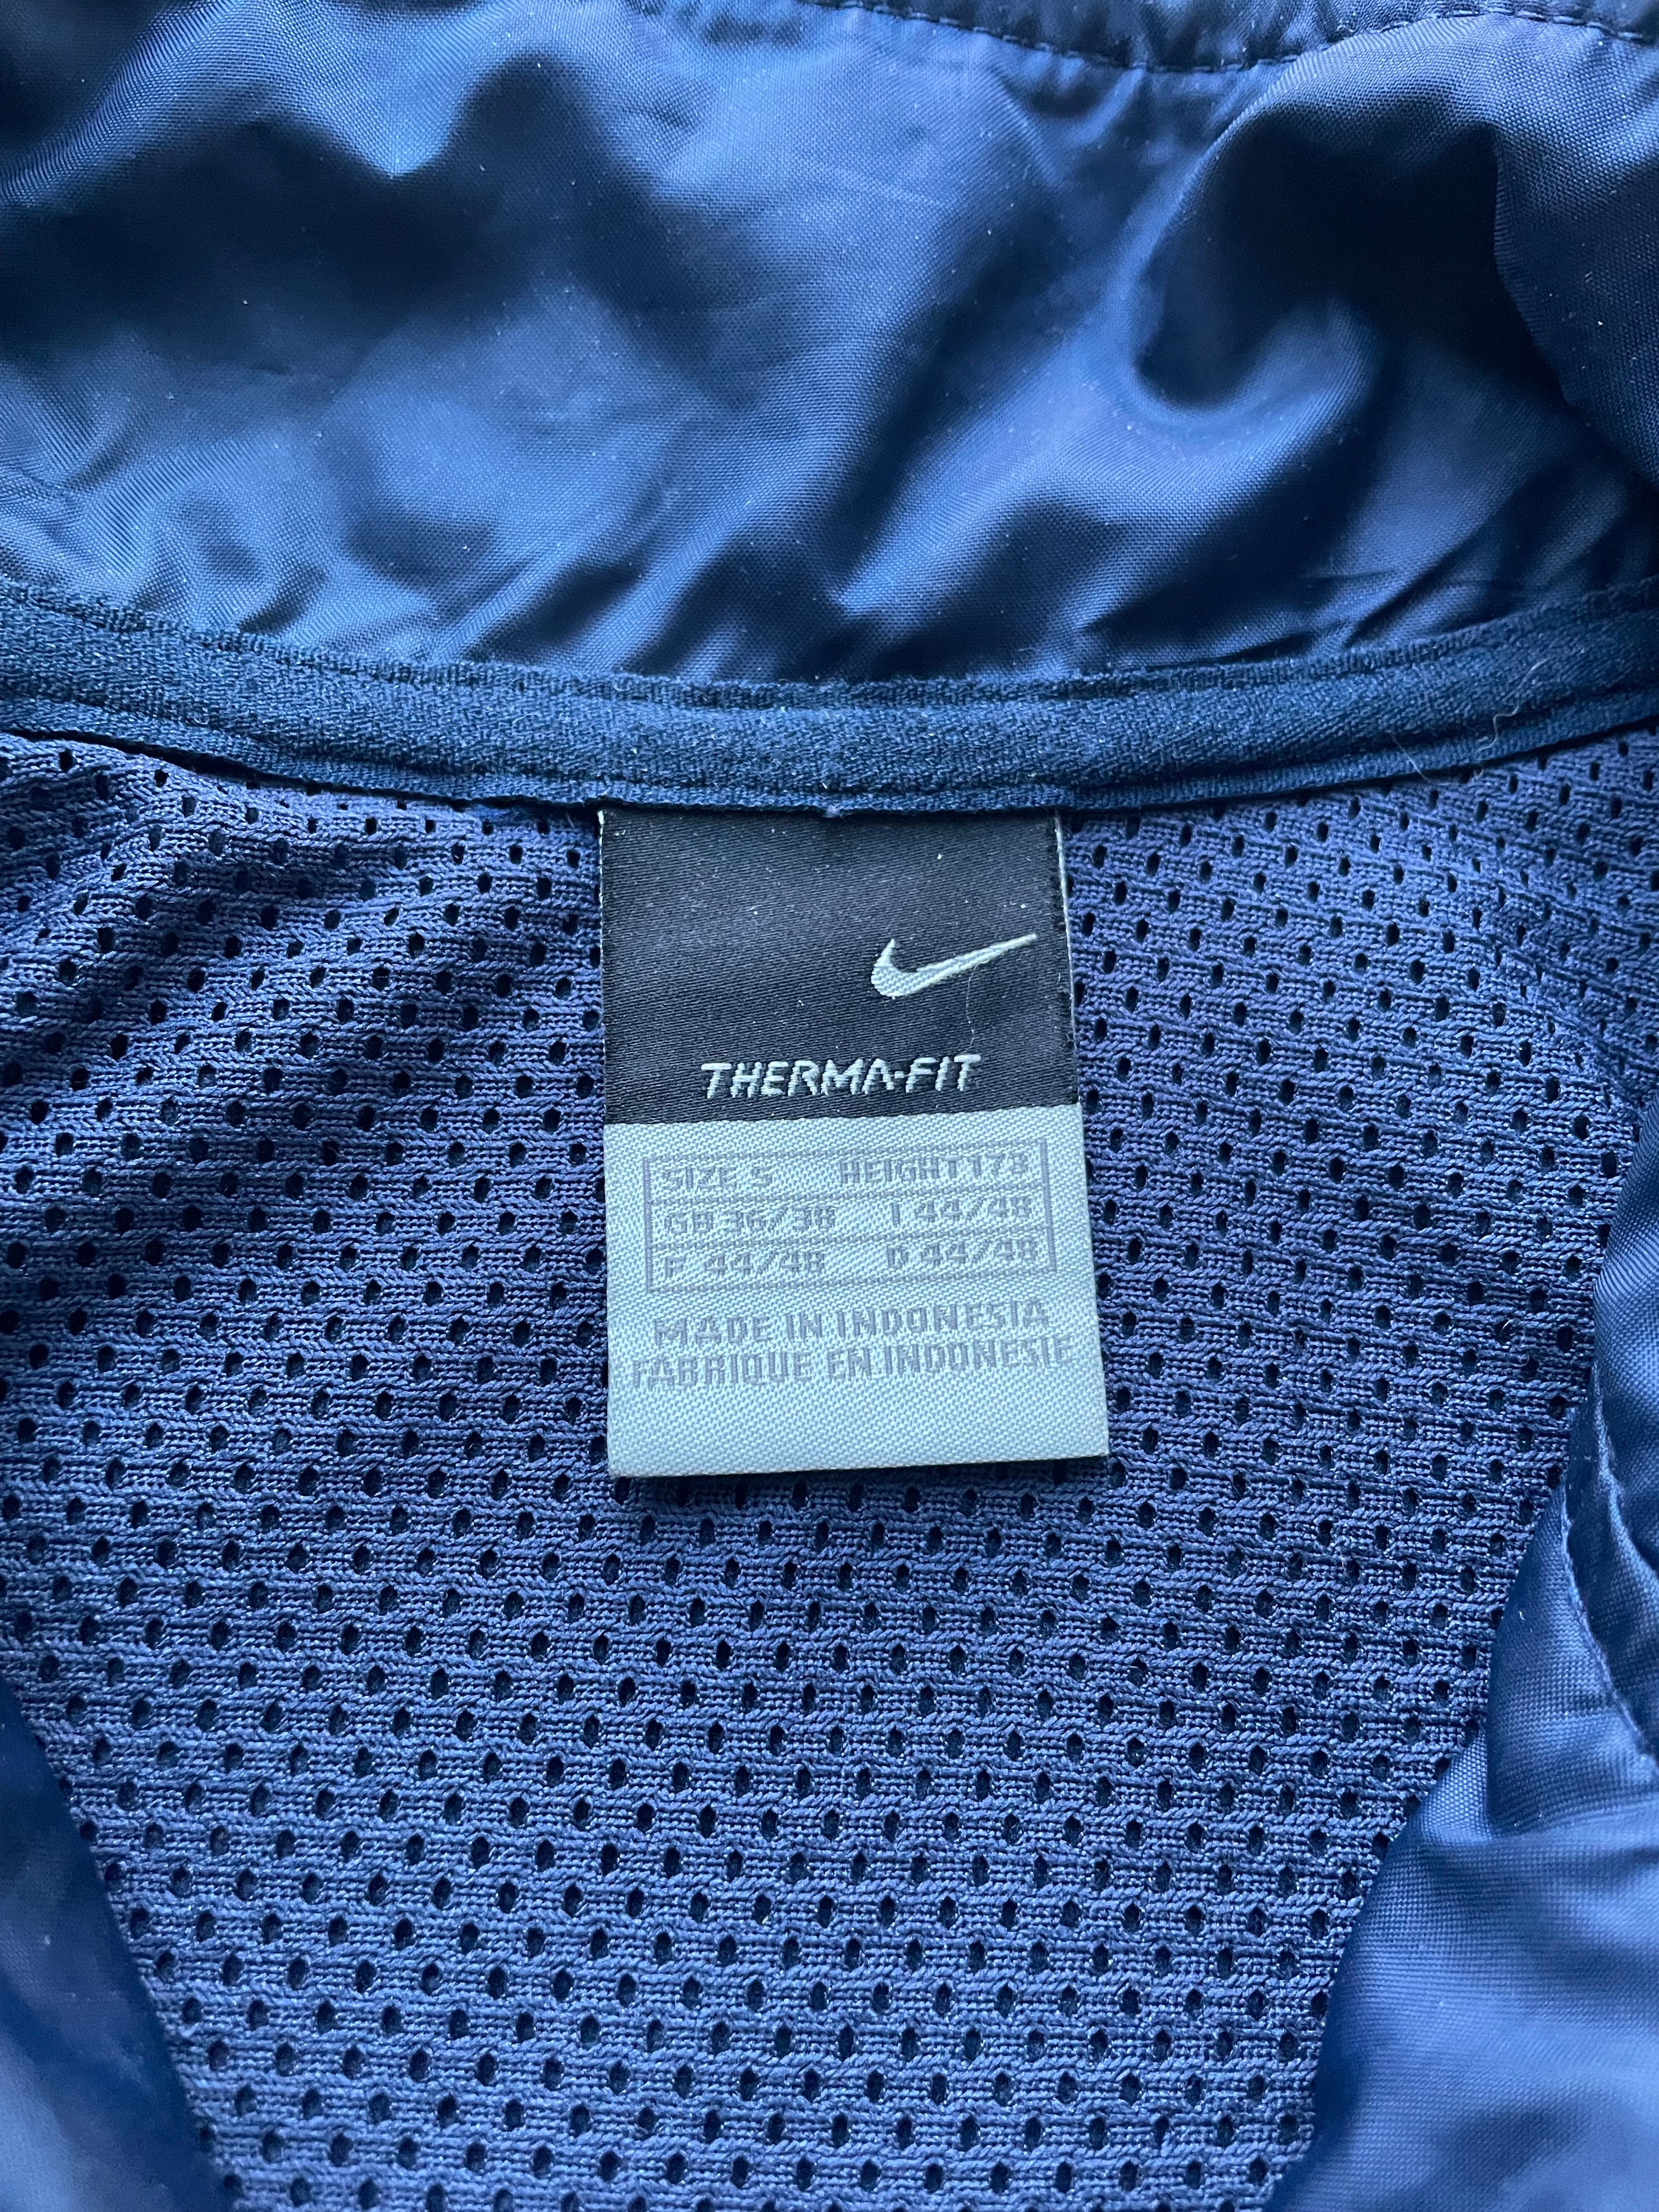 THERMA-FIT
SIZE S HEIGHT 173
GB 36/38 I 44/48
F 44/48 D 44/48
MADE IN INDONESIA
FABRIQUE EN INDONESIE